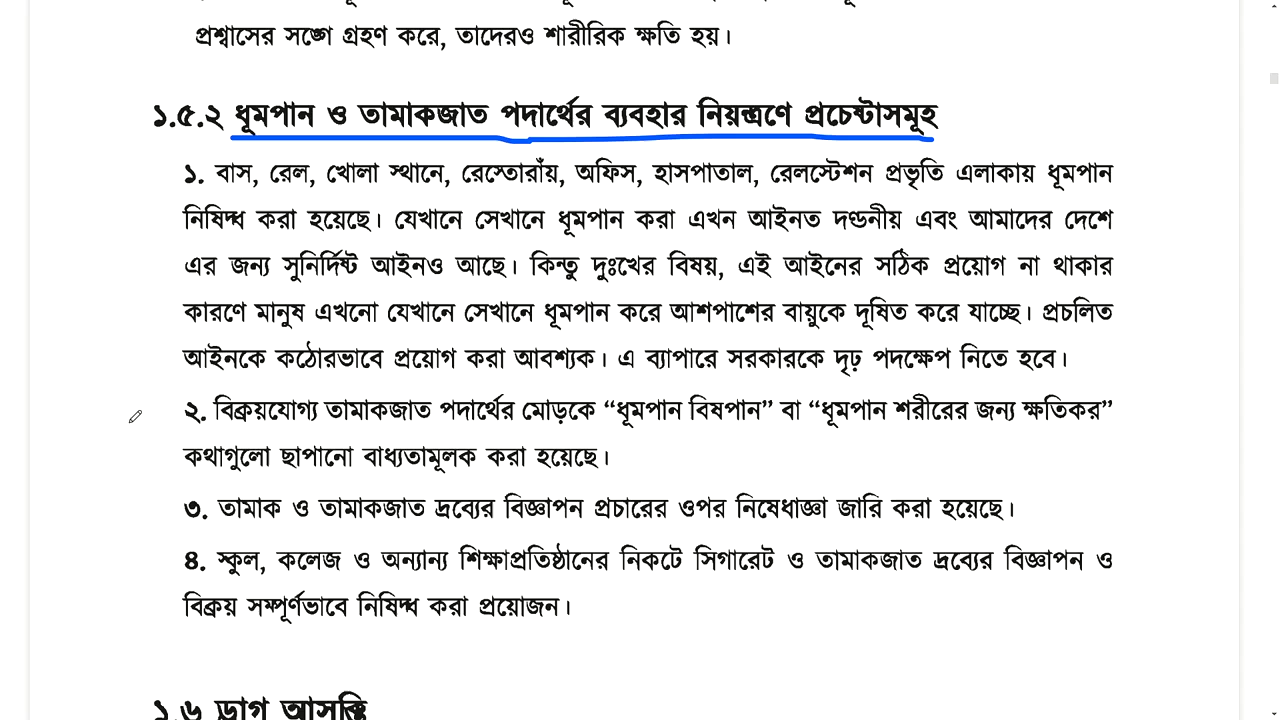 প্রশ্বাসের সঙ্গে গ্রহণ করে, তাদেরও শারীরিক ক্ষতি হয়।
১.৫.২ ধূমপান ও তামাকজাত পদার্থের ব্যবহার নিয়ন্ত্রণে প্রচেষ্টাসমূহ
১. বাস, রেল, খোলা স্থানে, রেস্তোরাঁয়, অফিস, হাসপাতাল, রেলস্টেশন প্রভৃতি এলাকায় ধূমপান
নিষিদ্ধ করা হয়েছে। যেখানে সেখানে ধূমপান করা এখন আইনত দণ্ডনীয় এবং আমাদের দেশে
এর জন্য সুনির্দিষ্ট আইনও আছে। কিন্তু দুঃখের বিষয়, এই আইনের সঠিক প্রয়োগ না থাকার
কারণে মানুষ এখনো যেখানে সেখানে ধূমপান করে আশপাশের বায়ুকে দূষিত করে যাচ্ছে। প্রচলিত
আইনকে কঠোরভাবে প্রয়োগ করা আবশ্যক। এ ব্যাপারে সরকারকে দৃঢ় পদক্ষেপ নিতে হবে।
২. বিক্রয়যোগ্য তামাকজাত পদার্থের মোড়কে “ধূমপান বিষপান” বা “ধূমপান শরীরের জন্য ক্ষতিকর”
কথাগুলো ছাপানো বাধ্যতামূলক করা হয়েছে।
৩. তামাক ও তামাকজাত দ্রব্যের বিজ্ঞাপন প্রচারের ওপর নিষেধাজ্ঞা জারি করা হয়েছে।
৪. স্কুল, কলেজ ও অন্যান্য শিক্ষাপ্রতিষ্ঠানের নিকটে সিগারেট ও তামাকজাত দ্রব্যের বিজ্ঞাপন ও
বিক্রয় সম্পূর্ণভাবে নিষিদ্ধ করা প্রয়োজন।
১.৬ ড্রাগ আসক্তি